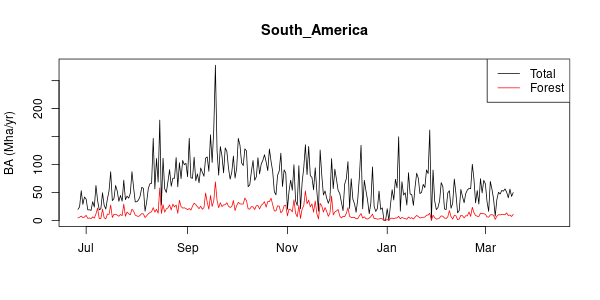 South_America
BA (Mha/yr)
200
100
50
0
Total
Forest
Jul
Sep
Nov
Jan
Mar